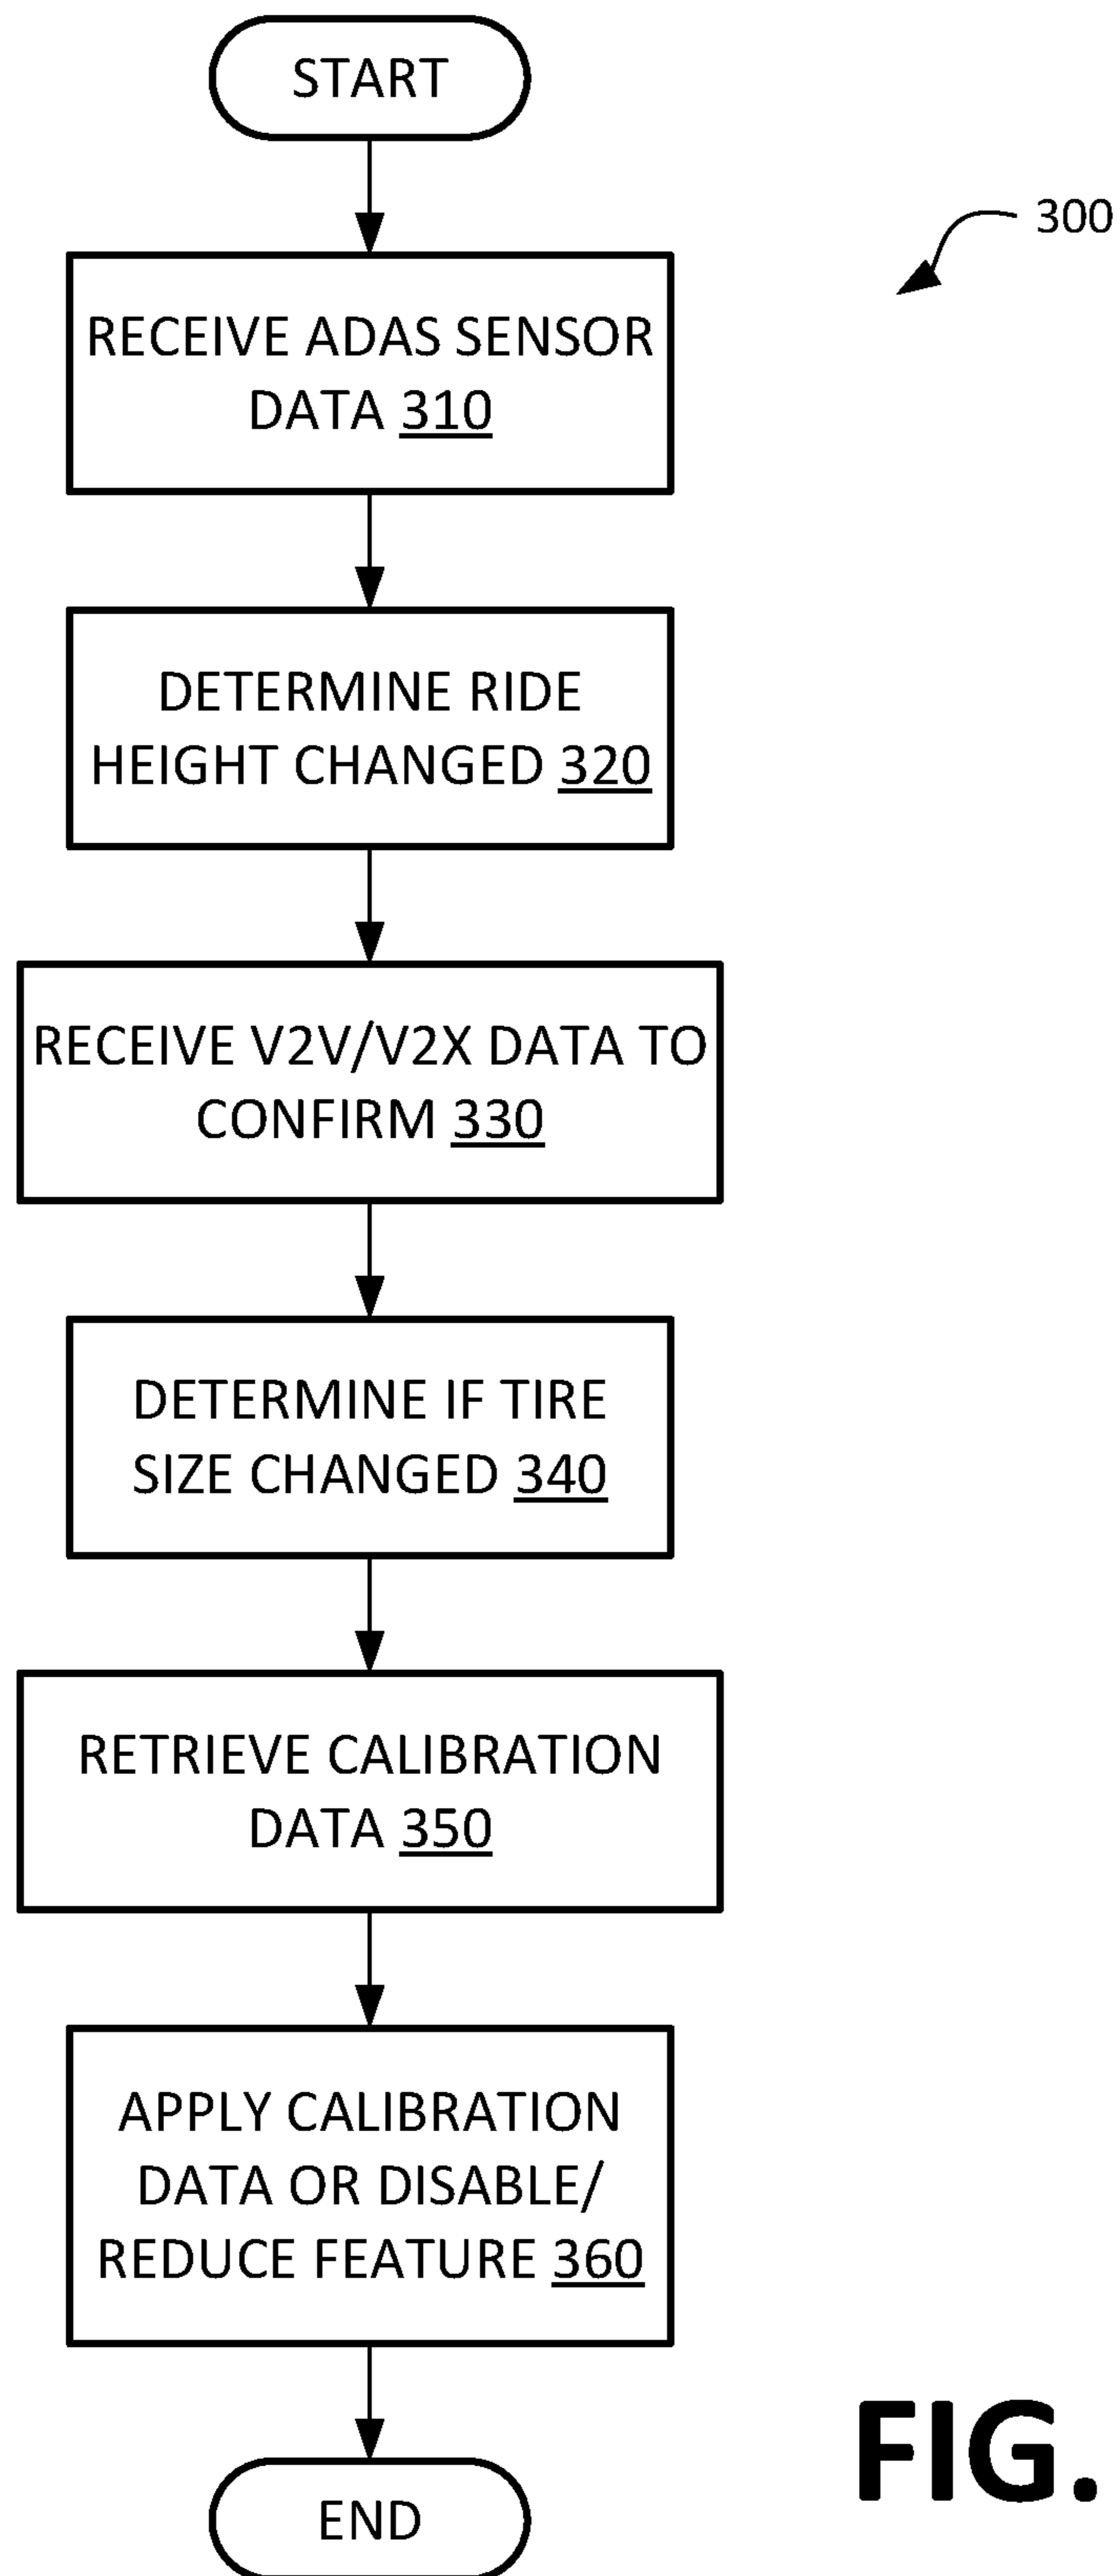 START
300
RECEIVE ADAS SENSOR
DATA 310
DETERMINE RIDE
HEIGHT CHANGED 320
RECEIVE V2V/V2X DATA TO
CONFIRM 330
DETERMINE IF TIRE
SIZE CHANGED 340
RETRIEVE CALIBRATION
DATA 350
APPLY CALIBRATION
DATA OR DISABLE/
REDUCE FEATURE 360
END
FIG.